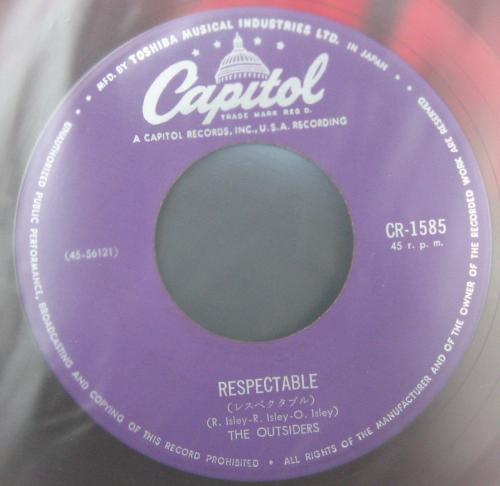 • • MFD. BY TOSHIBA MUSICAL INDUSTRIES LTD. IN JAPAN • •
Capitol
TRADE MARK REG D.
A CAPITOL RECORDS, INC., U.S.A. RECORDING
CR-1585
45 r. p. m.
(45-56121)
RESPECTABLE
(レスペクタブル)
(R. Isley-R. Isley-O. Isley)
THE OUTSIDERS
UNAUTHORIZED PUBLIC PERFORMANCE, BROADCASTING AND COPYING OF THIS RECORD PROHIBITED • ALL RIGHTS OF THE MANUFACTURER AND OF THE OWNER OF THE RECORDED WORK ARE RESERVED